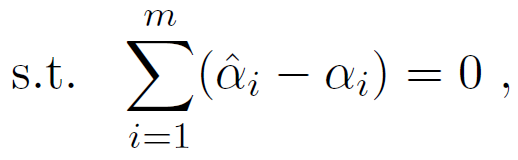 s.t. $\sum_{i=1}^{m} (\hat{\alpha}_i - \alpha_i) = 0 \ ,$